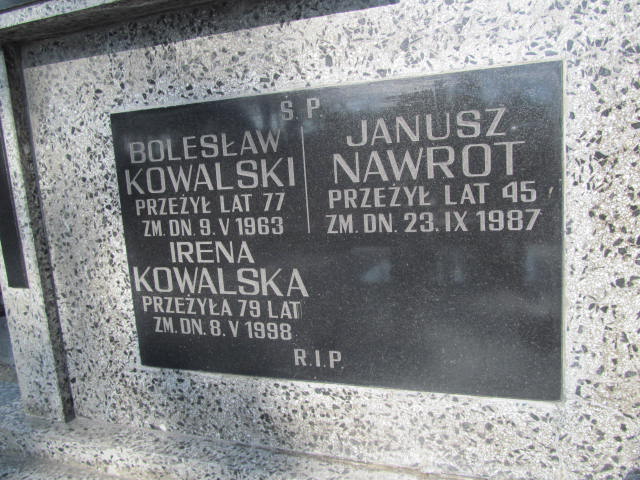 Ś. P.
BOLESŁAW
KOWALSKI
PRZEŻYŁ LAT 77
ZM. DN 9. V 1963
IRENA
KOWALSKA
PRZEŻYŁA 79 LAT
ZM. DN. 8. V 1998
JANUSZ
NAWROT
PRZEŻYŁ LAT 45
ZM. DN. 23. IX 1987
R.I.P.